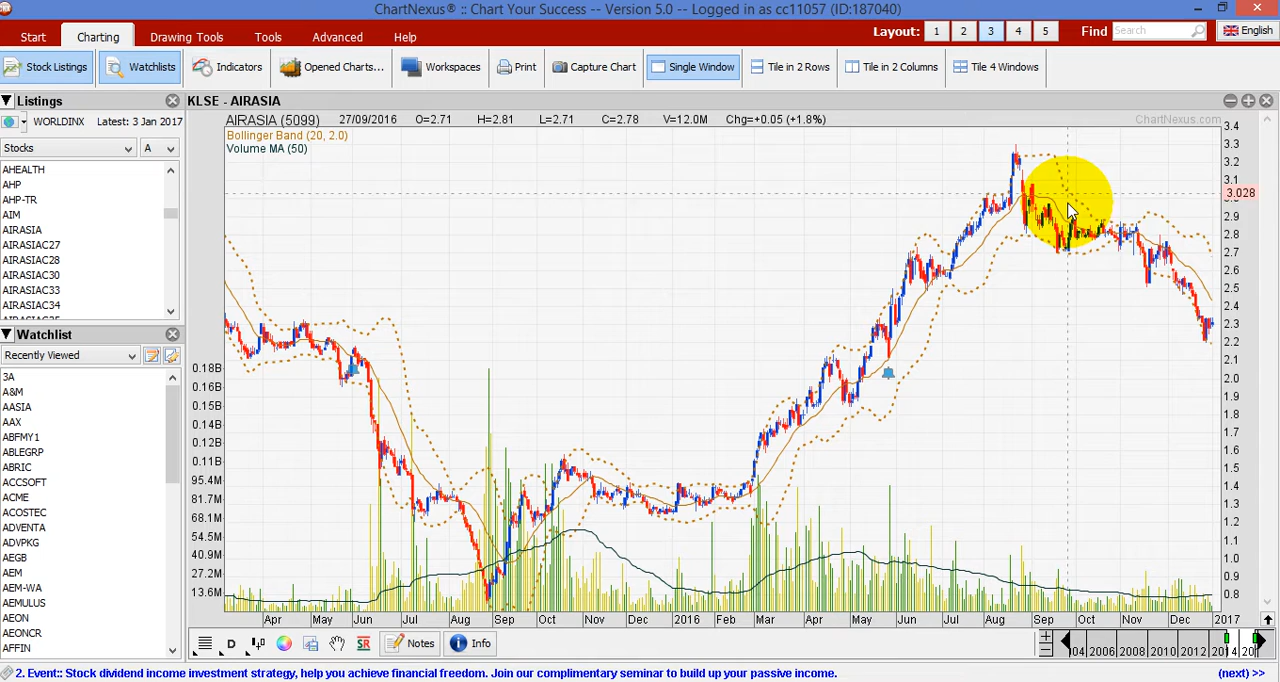 ChartNexus® :: Chart Your Success -- Version 5.0 -- Logged in as cc11057 (ID:187040)
Start Charting Drawing Tools Tools Advanced Help Layout: 1 2 3 4 5 Find Search English
Stock Listings Watchlists Indicators Opened Charts... Workspaces Print Capture Chart Single Window Tile in 2 Rows Tile in 2 Columns Tile 4 Windows
Listings
WORLDINX Latest: 3 Jan 2017
Stocks A
AHEALTH
AHP
AHP-TR
AIM
AIRASIA
AIRASIAC27
AIRASIAC28
AIRASIAC30
AIRASIAC33
AIRASIAC34
Watchlist
Recently Viewed
3A
A&M
AASIA
AAX
ABFMY1
ABLEGRP
ABRIC
ACCSOFT
ACME
ACOSTEC
ADVENTA
ADVPKG
AEGB
AEM
AEM-WA
AEMULUS
AEON
AEONCR
AFFIN
KLSE - AIRASIA
AIRASIA (5099) 27/09/2016 O=2.71 H=2.81 L=2.71 C=2.78 V=12.0M Chg=+0.05 (+1.8%) ChartNexus.com
Bollinger Band (20, 2.0)
Volume MA (50)
3.4
3.3
3.2
3.1
3.028
2.9
2.8
2.7
2.6
2.5
2.4
2.3
2.2
2.1
2.0
1.9
1.8
1.7
1.6
1.5
1.4
1.3
1.2
1.1
1.0
0.9
0.8
0.18B
0.16B
0.15B
0.14B
0.12B
0.11B
95.4M
81.7M
68.1M
54.5M
40.9M
27.2M
13.6M
Apr May Jun Jul Aug Sep Oct Nov Dec 2016 Feb Mar Apr May Jun Jul Aug Sep Oct Nov Dec 2017
D SR Notes Info 04 2006 2008 2010 2012 2014
2. Event:: Stock dividend income investment strategy, help you achieve financial freedom. Join our complimentary seminar to build up your passive income. (next) >>